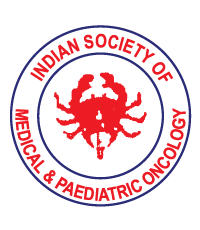 INDIAN SOCIETY OF
MEDICAL & PAEDIATRIC ONCOLOGY